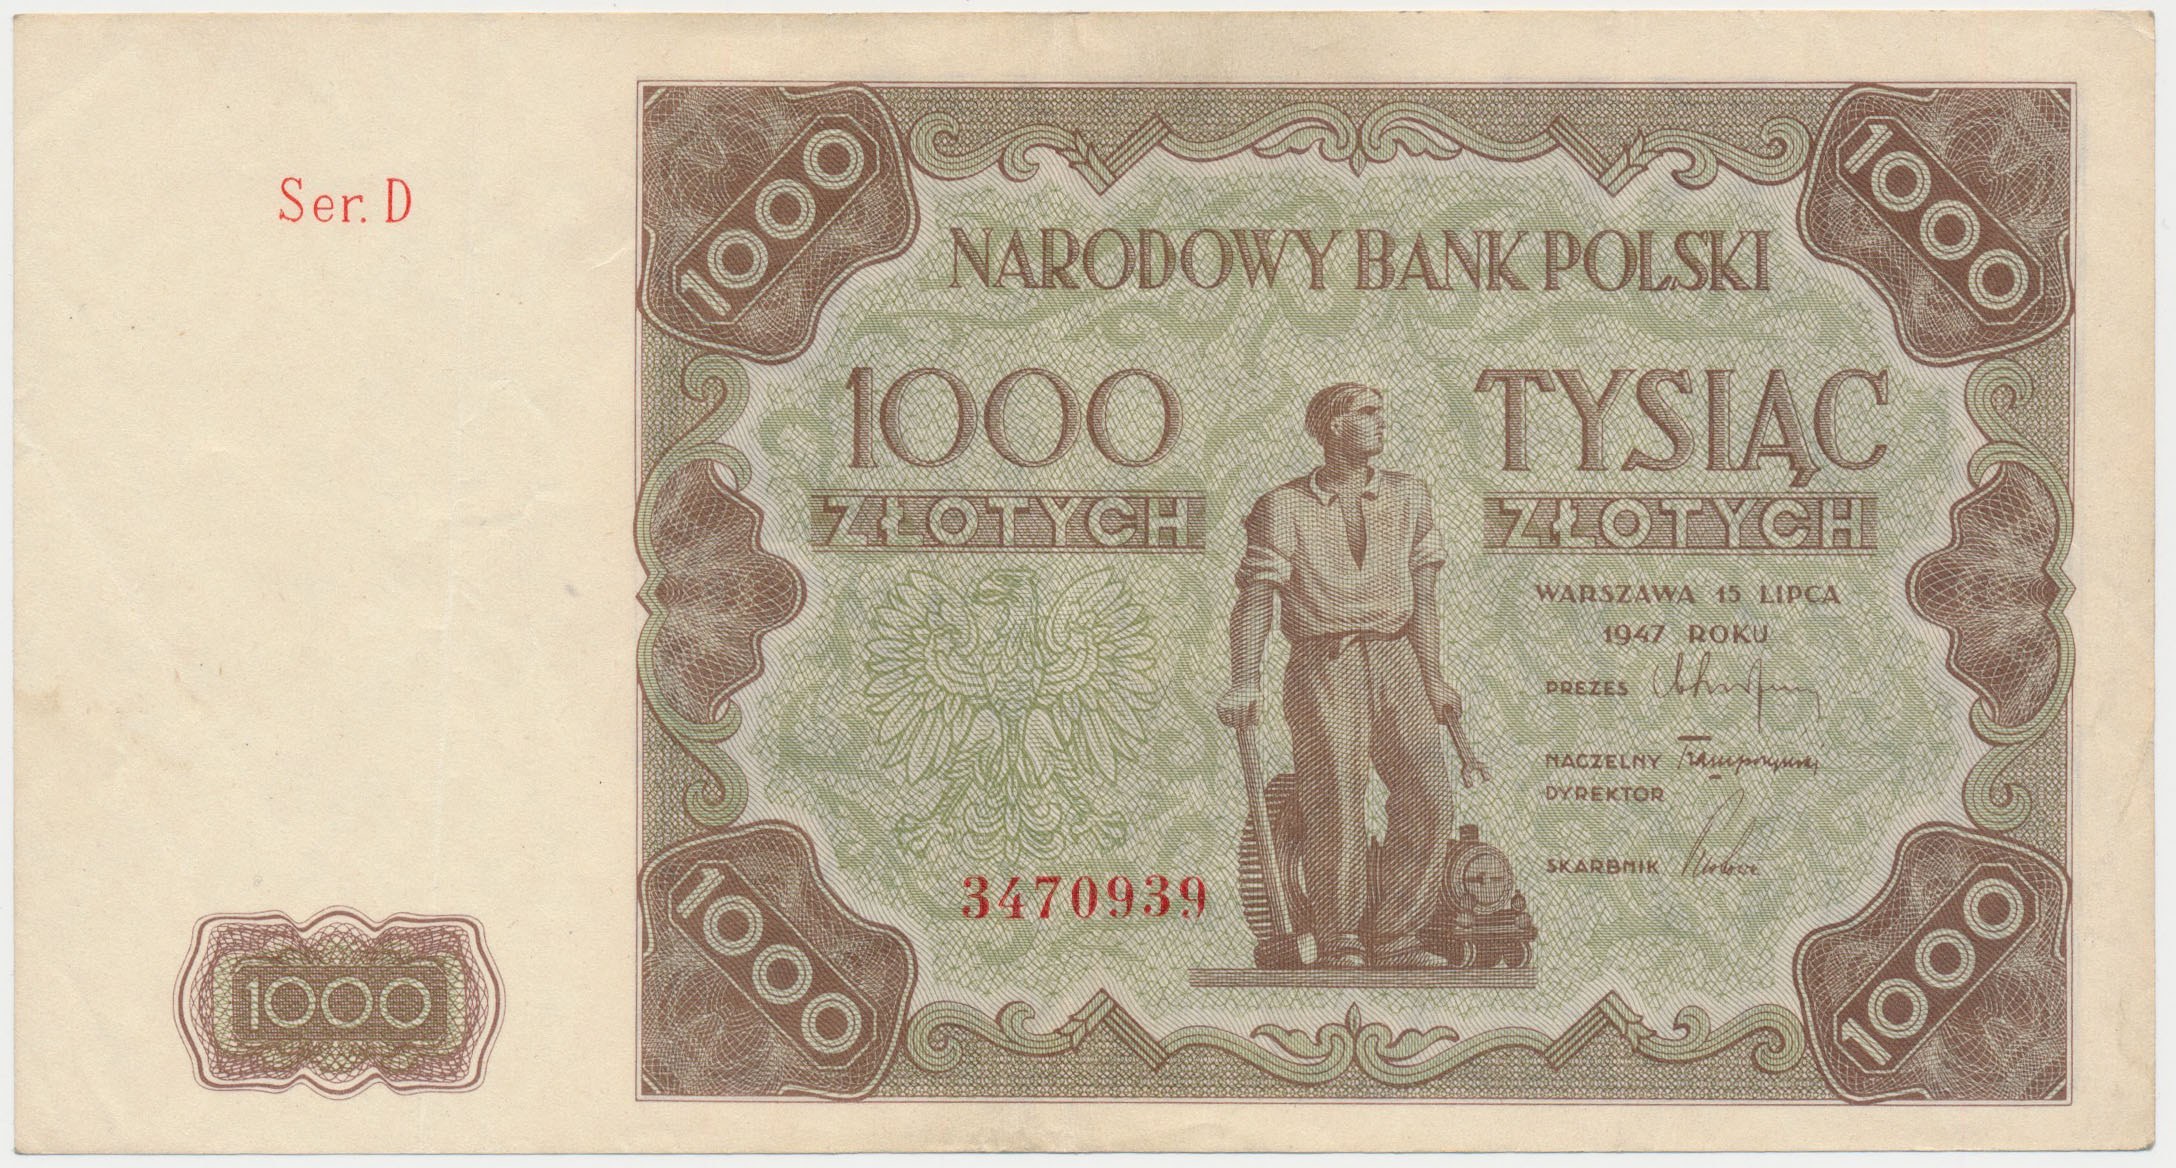 Ser. D
1000
1000
NARODOWY BANK POLSKI
1000 TYSIĄC
ZŁOTYCH ZŁOTYCH
WARSZAWA 15 LIPCA
1947 ROKU
PREZES
NACZELNY
DYREKTOR
SKARBNIK
3470939
1000
1000
1000